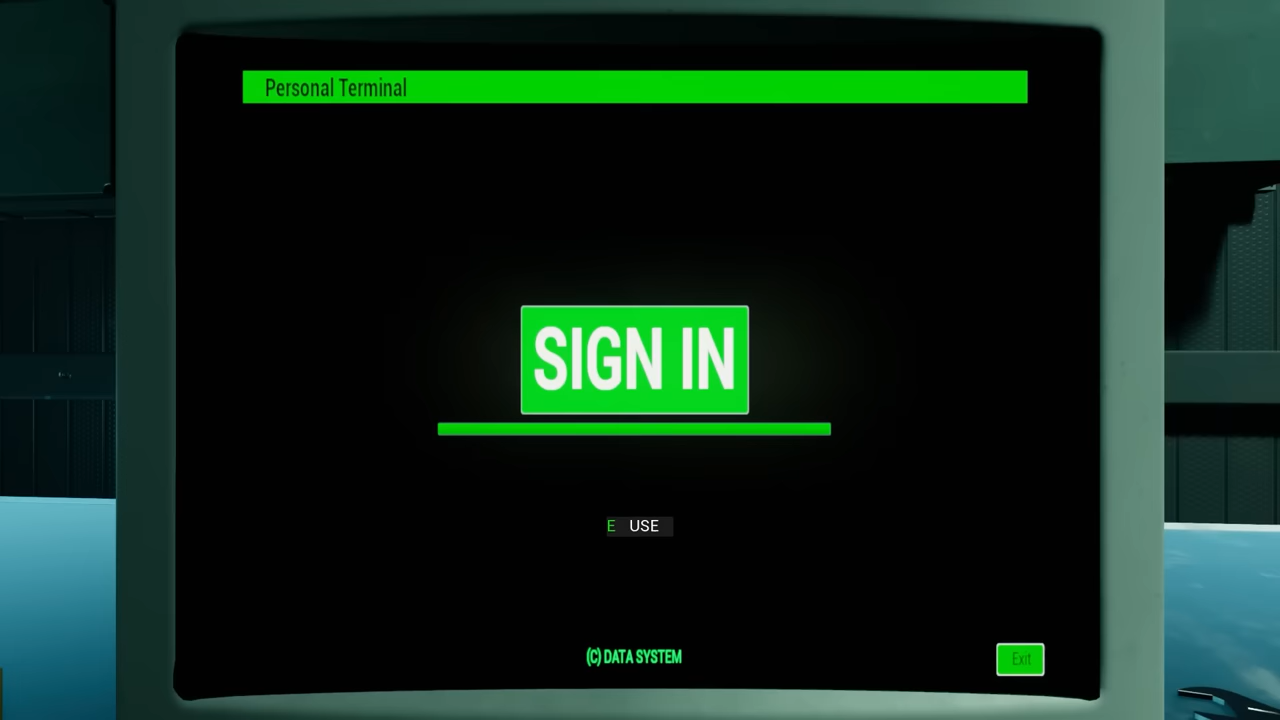 Personal Terminal
SIGN IN
E USE
(C) DATA SYSTEM
Exit